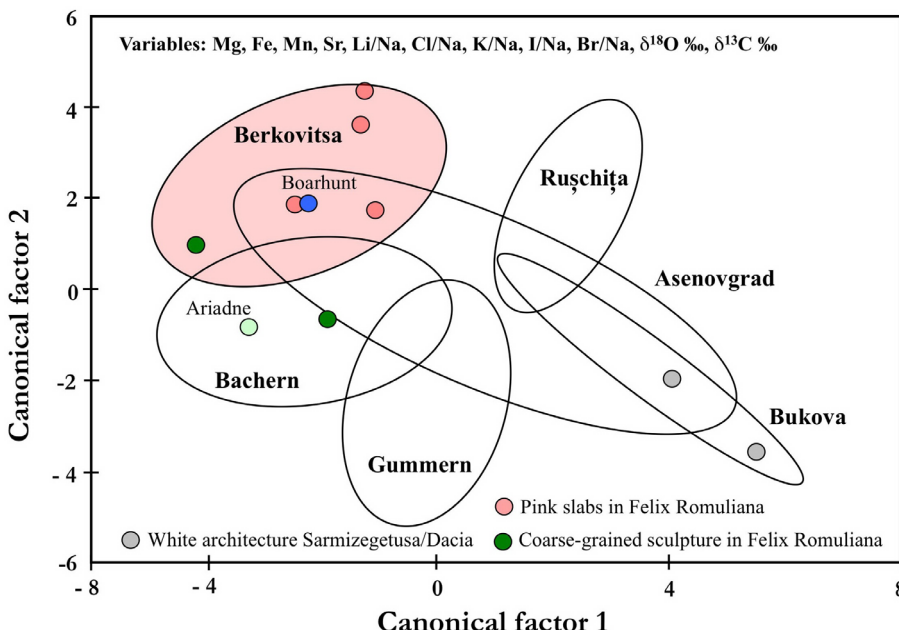 Variables: Mg, Fe, Mn, Sr, Li/Na, Cl/Na, K/Na, I/Na, Br/Na, δ¹⁸O ‰, δ¹³C ‰
6
4
2
0
-2
- 4
-6
Canonical factor 2
Berkovitsa
Boarhunt
Rușchița
Asenovgrad
Ariadne
Bachern
Bukova
Gummern
Pink slabs in Felix Romuliana
White architecture Sarmizegetusa/Dacia
Coarse-grained sculpture in Felix Romuliana
- 8
- 4
0
4
8
Canonical factor 1